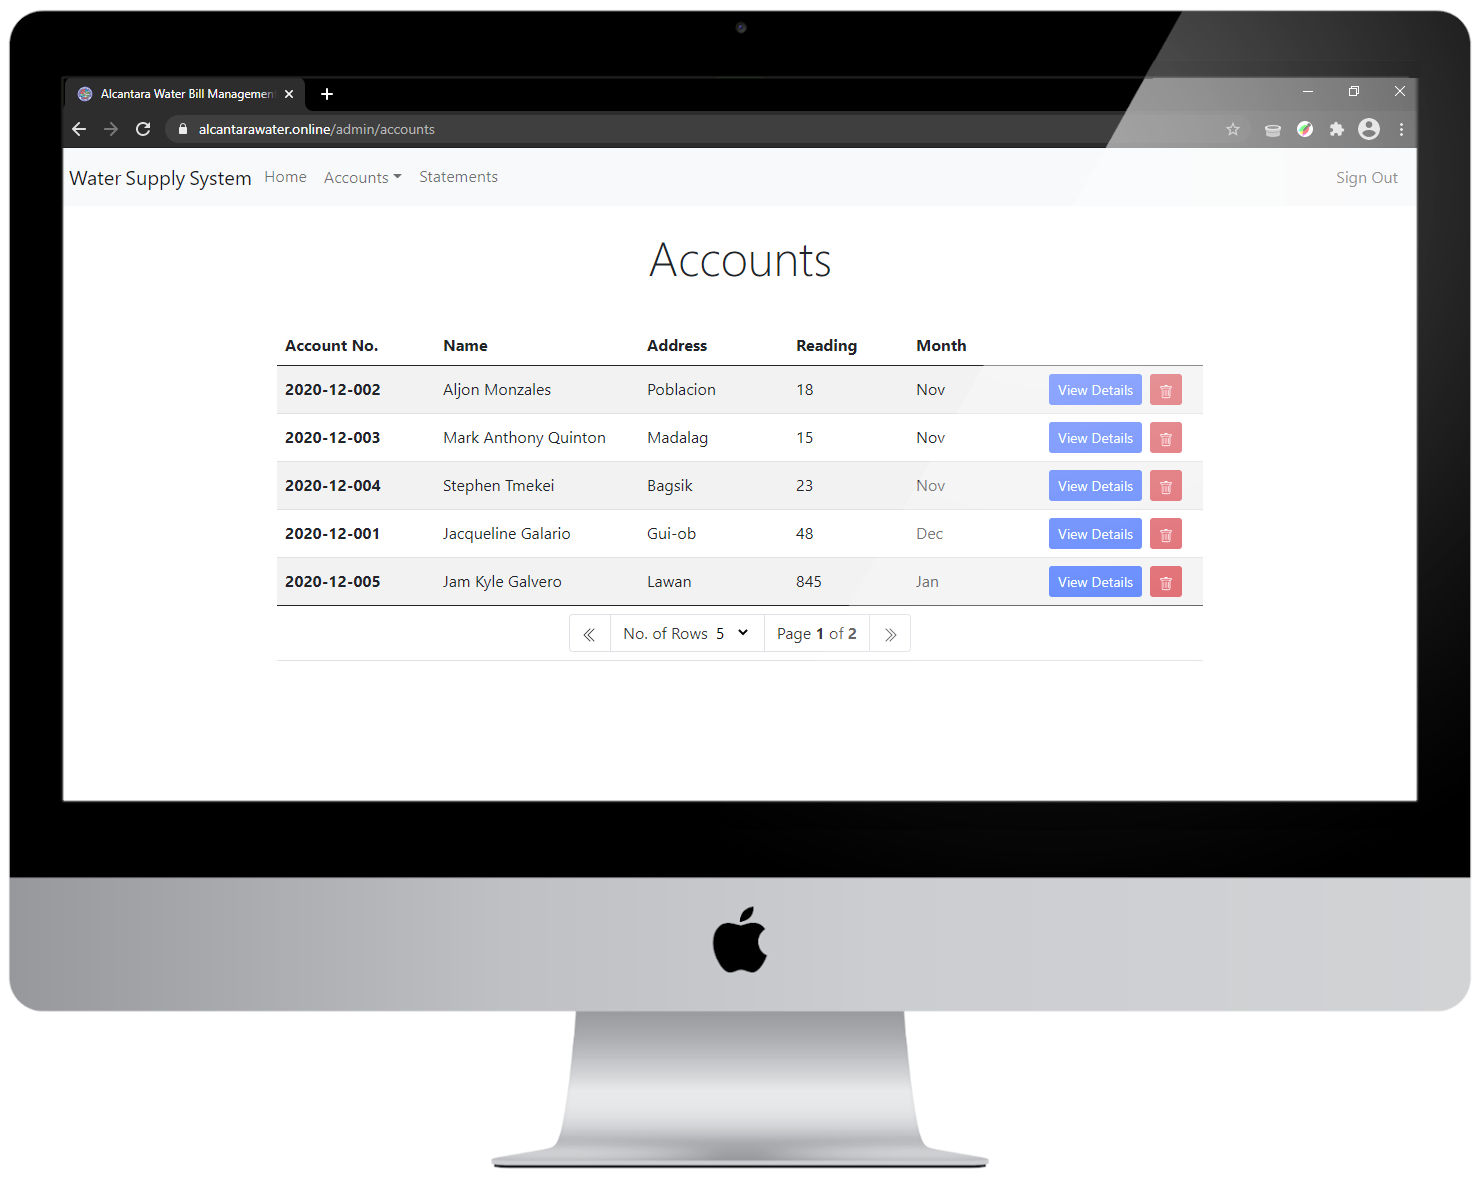 Alcantara Water Bill Management
alcantarawater.online/admin/accounts
Water Supply System Home Accounts Statements Sign Out
Accounts
Account No. Name Address Reading Month
2020-12-002 Aljon Monzales Poblacion 18 Nov View Details
2020-12-003 Mark Anthony Quinton Madalag 15 Nov View Details
2020-12-004 Stephen Tmekei Bagsik 23 Nov View Details
2020-12-001 Jacqueline Galario Gui-ob 48 Dec View Details
2020-12-005 Jam Kyle Galvero Lawan 845 Jan View Details
« No. of Rows 5 Page 1 of 2 »